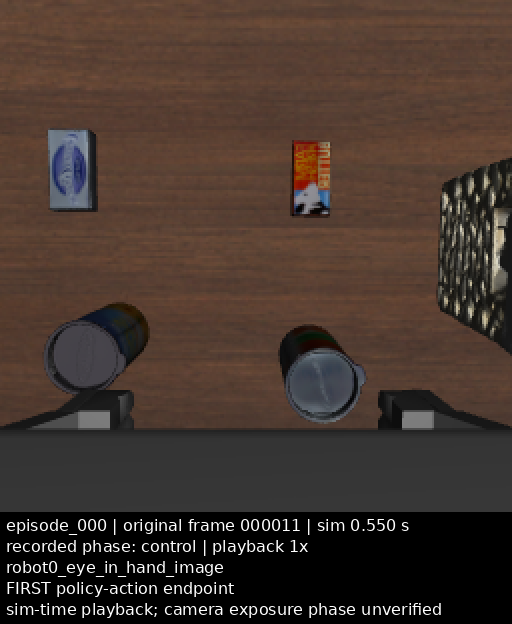 BUTTER
episode_000 | original frame 000011 | sim 0.550 s
recorded phase: control | playback 1x
robot0_eye_in_hand_image
FIRST policy-action endpoint
sim-time playback; camera exposure phase unverified